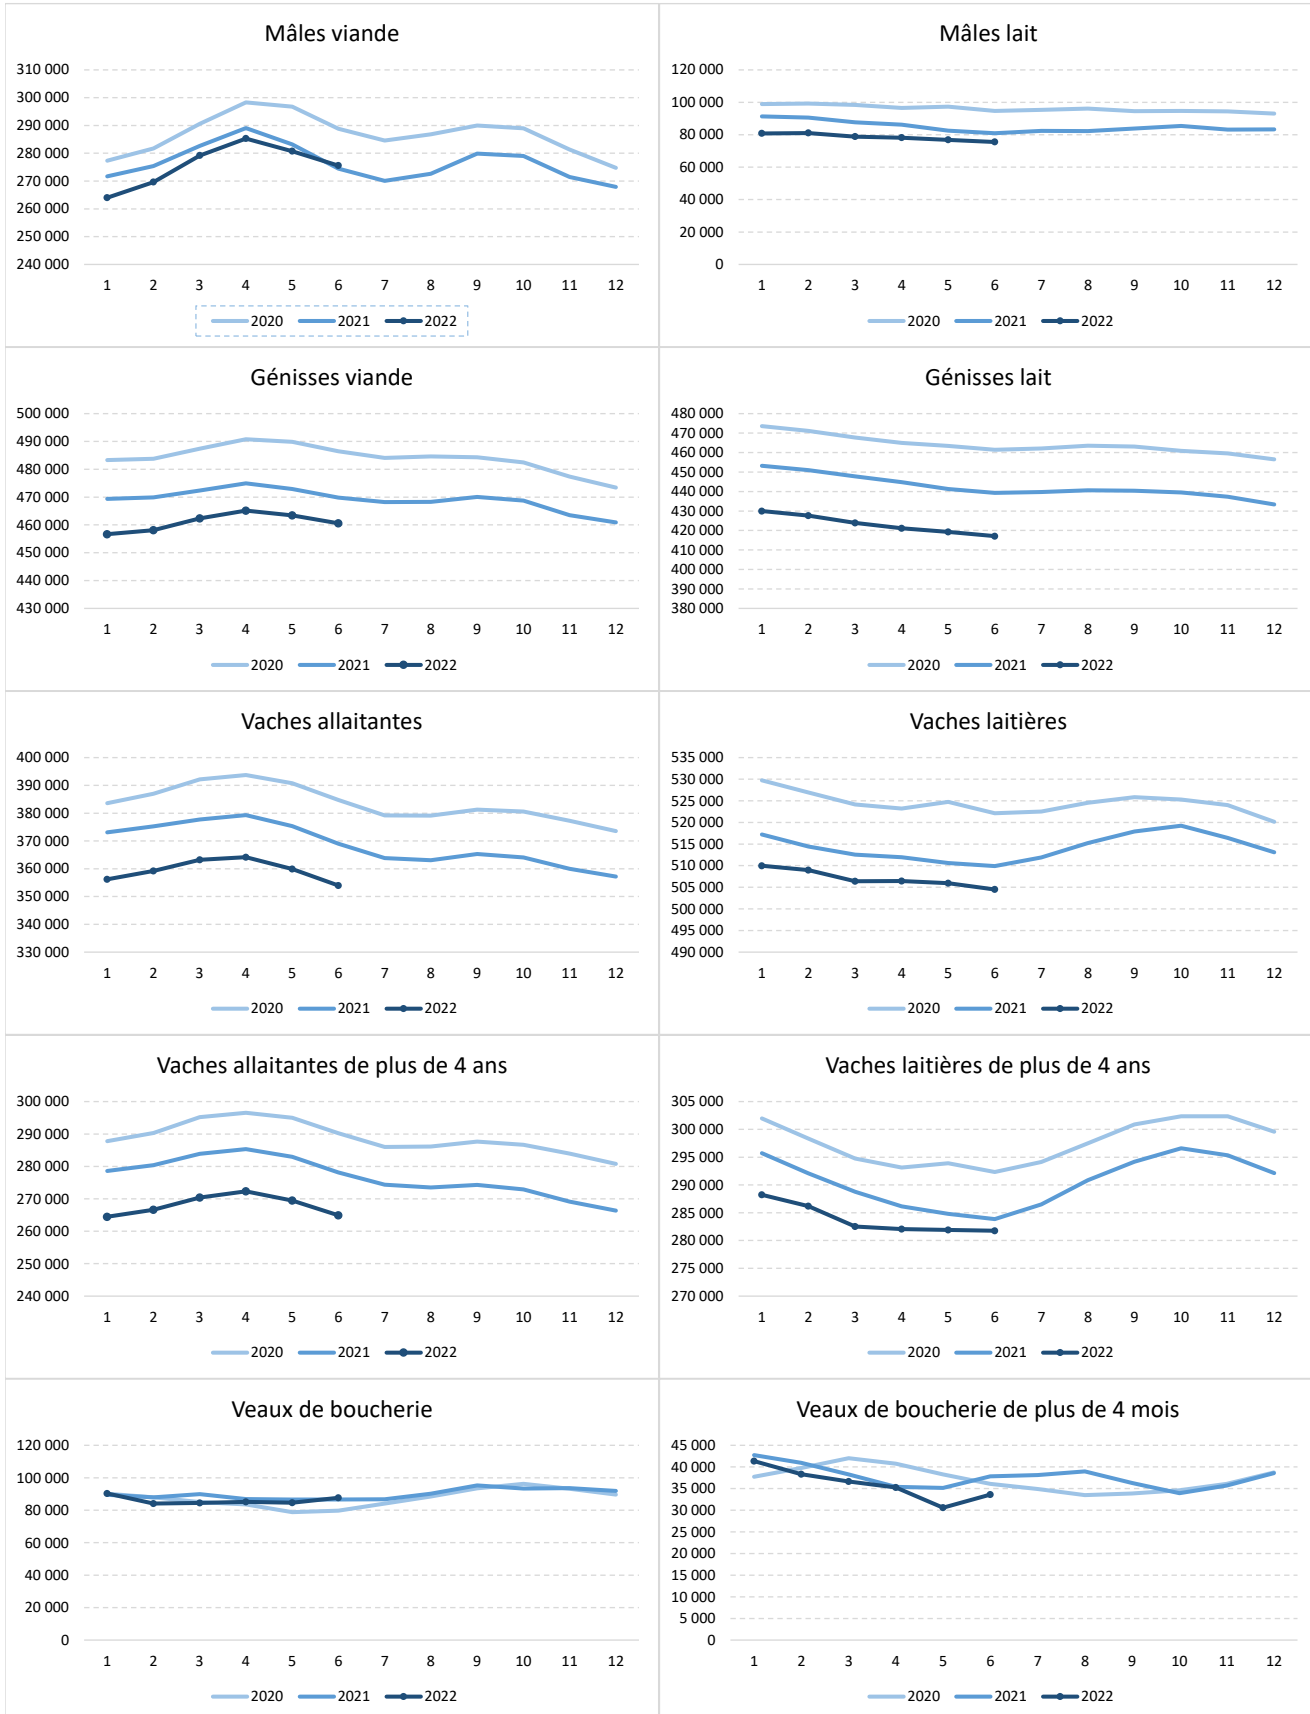 Mâles viande
310 000
300 000
290 000
280 000
270 000
260 000
250 000
240 000
1 2 3 4 5 6 7 8 9 10 11 12
2020 2021 2022
Mâles lait
120 000
100 000
80 000
60 000
40 000
20 000
0
1 2 3 4 5 6 7 8 9 10 11 12
2020 2021 2022
Génisses viande
500 000
490 000
480 000
470 000
460 000
450 000
440 000
430 000
1 2 3 4 5 6 7 8 9 10 11 12
2020 2021 2022
Génisses lait
480 000
470 000
460 000
450 000
440 000
430 000
420 000
410 000
400 000
390 000
380 000
1 2 3 4 5 6 7 8 9 10 11 12
2020 2021 2022
Vaches allaitantes
400 000
390 000
380 000
370 000
360 000
350 000
340 000
330 000
1 2 3 4 5 6 7 8 9 10 11 12
2020 2021 2022
Vaches laitières
535 000
530 000
525 000
520 000
515 000
510 000
505 000
500 000
495 000
490 000
1 2 3 4 5 6 7 8 9 10 11 12
2020 2021 2022
Vaches allaitantes de plus de 4 ans
300 000
290 000
280 000
270 000
260 000
250 000
240 000
1 2 3 4 5 6 7 8 9 10 11 12
2020 2021 2022
Vaches laitières de plus de 4 ans
305 000
300 000
295 000
290 000
285 000
280 000
275 000
270 000
1 2 3 4 5 6 7 8 9 10 11 12
2020 2021 2022
Veaux de boucherie
120 000
100 000
80 000
60 000
40 000
20 000
0
1 2 3 4 5 6 7 8 9 10 11 12
2020 2021 2022
Veaux de boucherie de plus de 4 mois
45 000
40 000
35 000
30 000
25 000
20 000
15 000
10 000
5 000
0
1 2 3 4 5 6 7 8 9 10 11 12
2020 2021 2022